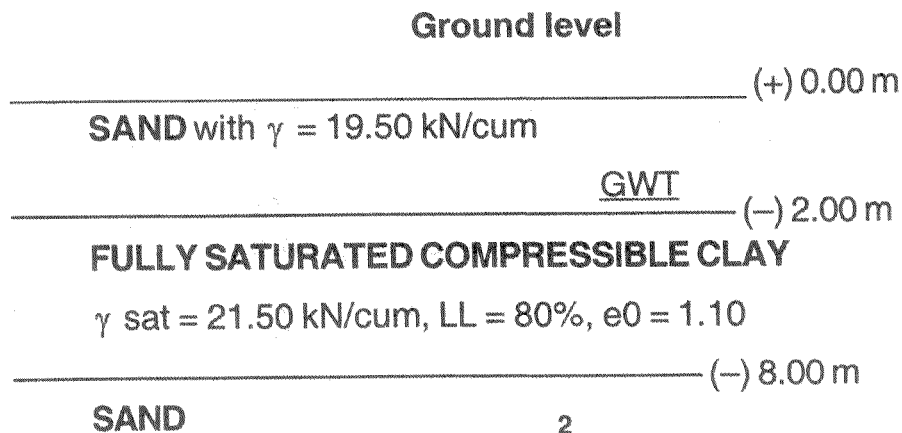 Ground level
(+) 0.00 m
SAND with γ = 19.50 kN/cum
GWT
(–) 2.00 m
FULLY SATURATED COMPRESSIBLE CLAY
γ sat = 21.50 kN/cum, LL = 80%, e0 = 1.10
(–) 8.00 m
SAND
2